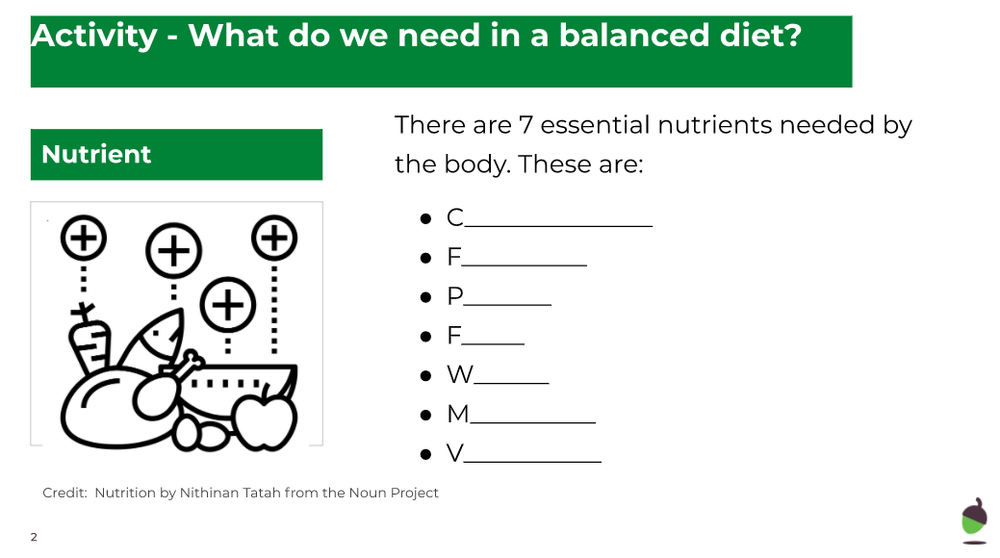 Activity - What do we need in a balanced diet?
Nutrient
There are 7 essential nutrients needed by
the body. These are:
● C_______________
● F__________
● P_______
● F_____
● W______
● M__________
● V___________
Credit: Nutrition by Nithinan Tatah from the Noun Project
2